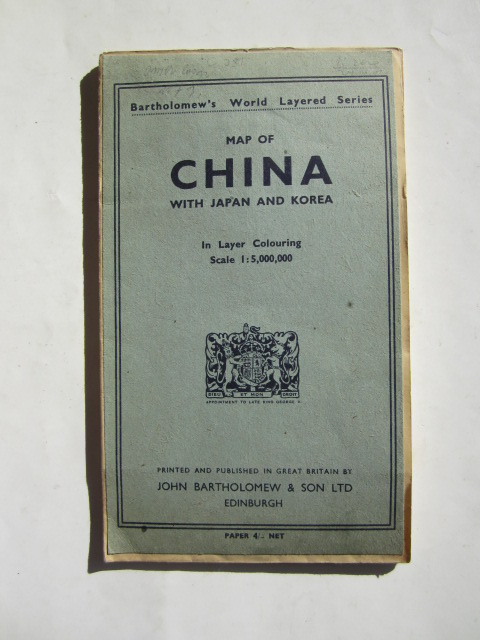 Bartholomew's World Layered Series
MAP OF
CHINA
WITH JAPAN AND KOREA
In Layer Colouring
Scale 1:5,000,000
DIEU ET MON DROIT
APPOINTMENT TO LATE KING GEORGE V
PRINTED AND PUBLISHED IN GREAT BRITAIN BY
JOHN BARTHOLOMEW & SON LTD
EDINBURGH
PAPER 4/- NET